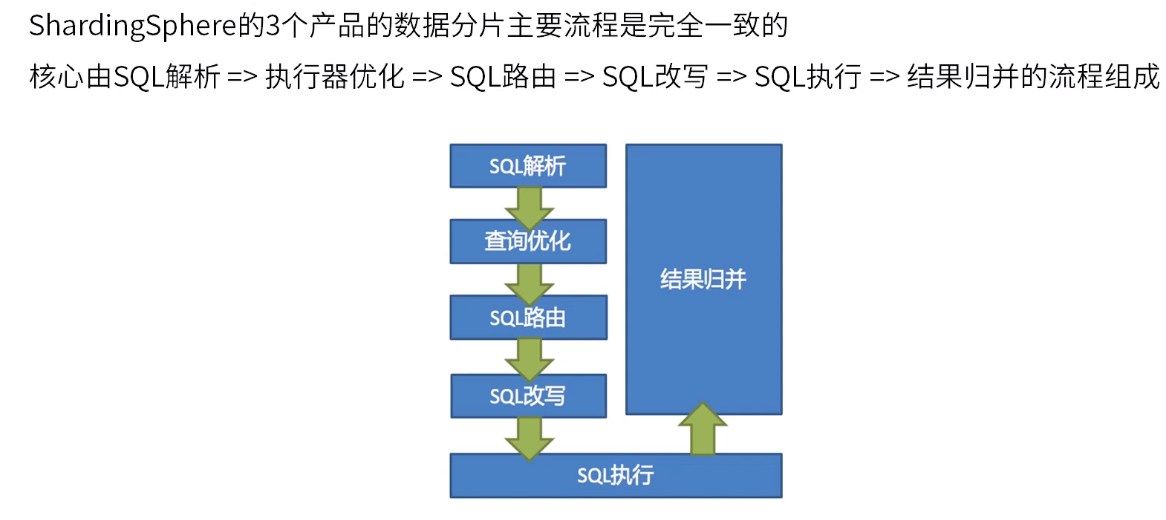 ShardingSphere的3个产品的数据分片主要流程是完全一致的
核心由SQL解析 => 执行器优化 => SQL路由 => SQL改写 => SQL执行 => 结果归并的流程组成
SQL解析
查询优化
SQL路由
SQL改写
SQL执行
结果归并